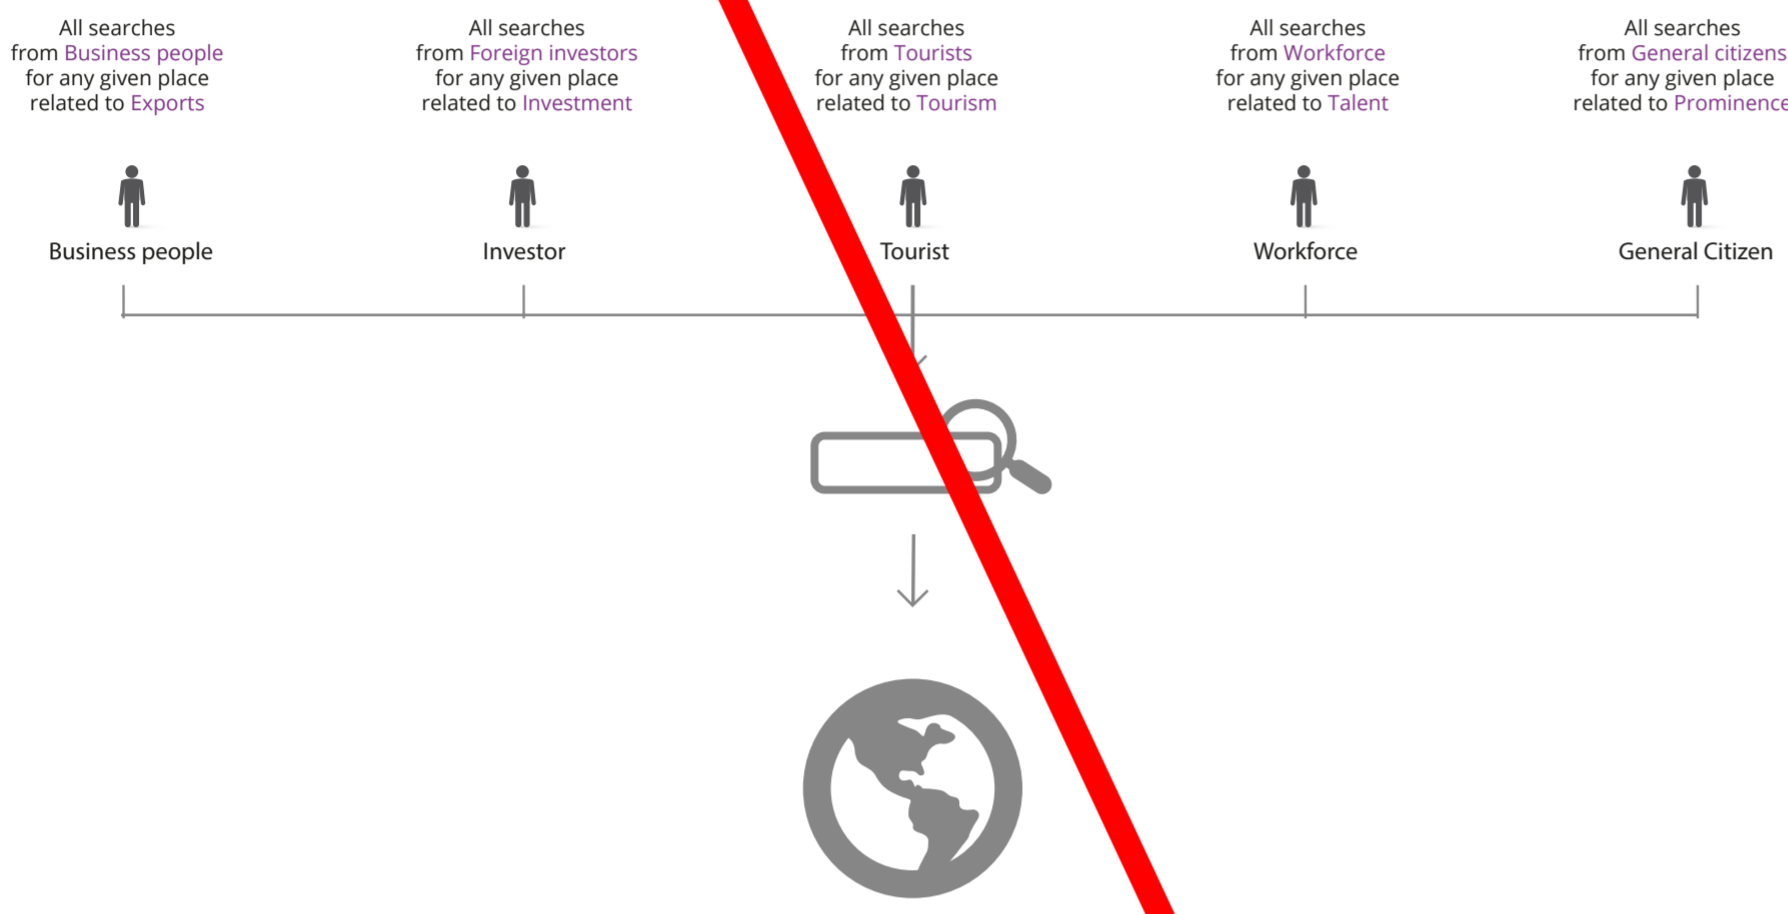 All searches
from Business people
for any given place
related to Exports
All searches
from Foreign investors
for any given place
related to Investment
All searches
from Tourists
for any given place
related to Tourism
All searches
from Workforce
for any given place
related to Talent
All searches
from General citizens
for any given place
related to Prominence
Business people
Investor
Tourist
Workforce
General Citizen